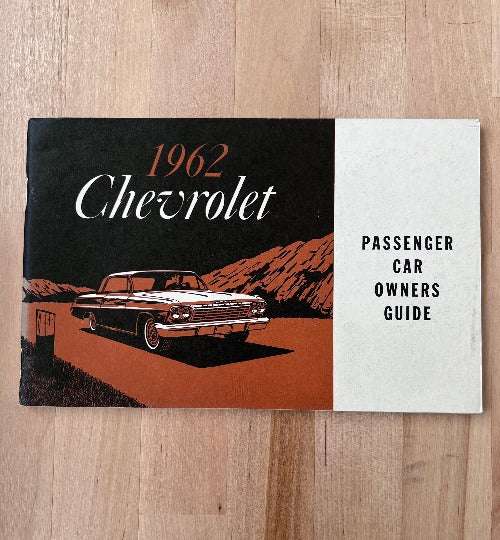 1962
Chevrolet
PASSENGER
CAR
OWNERS
GUIDE